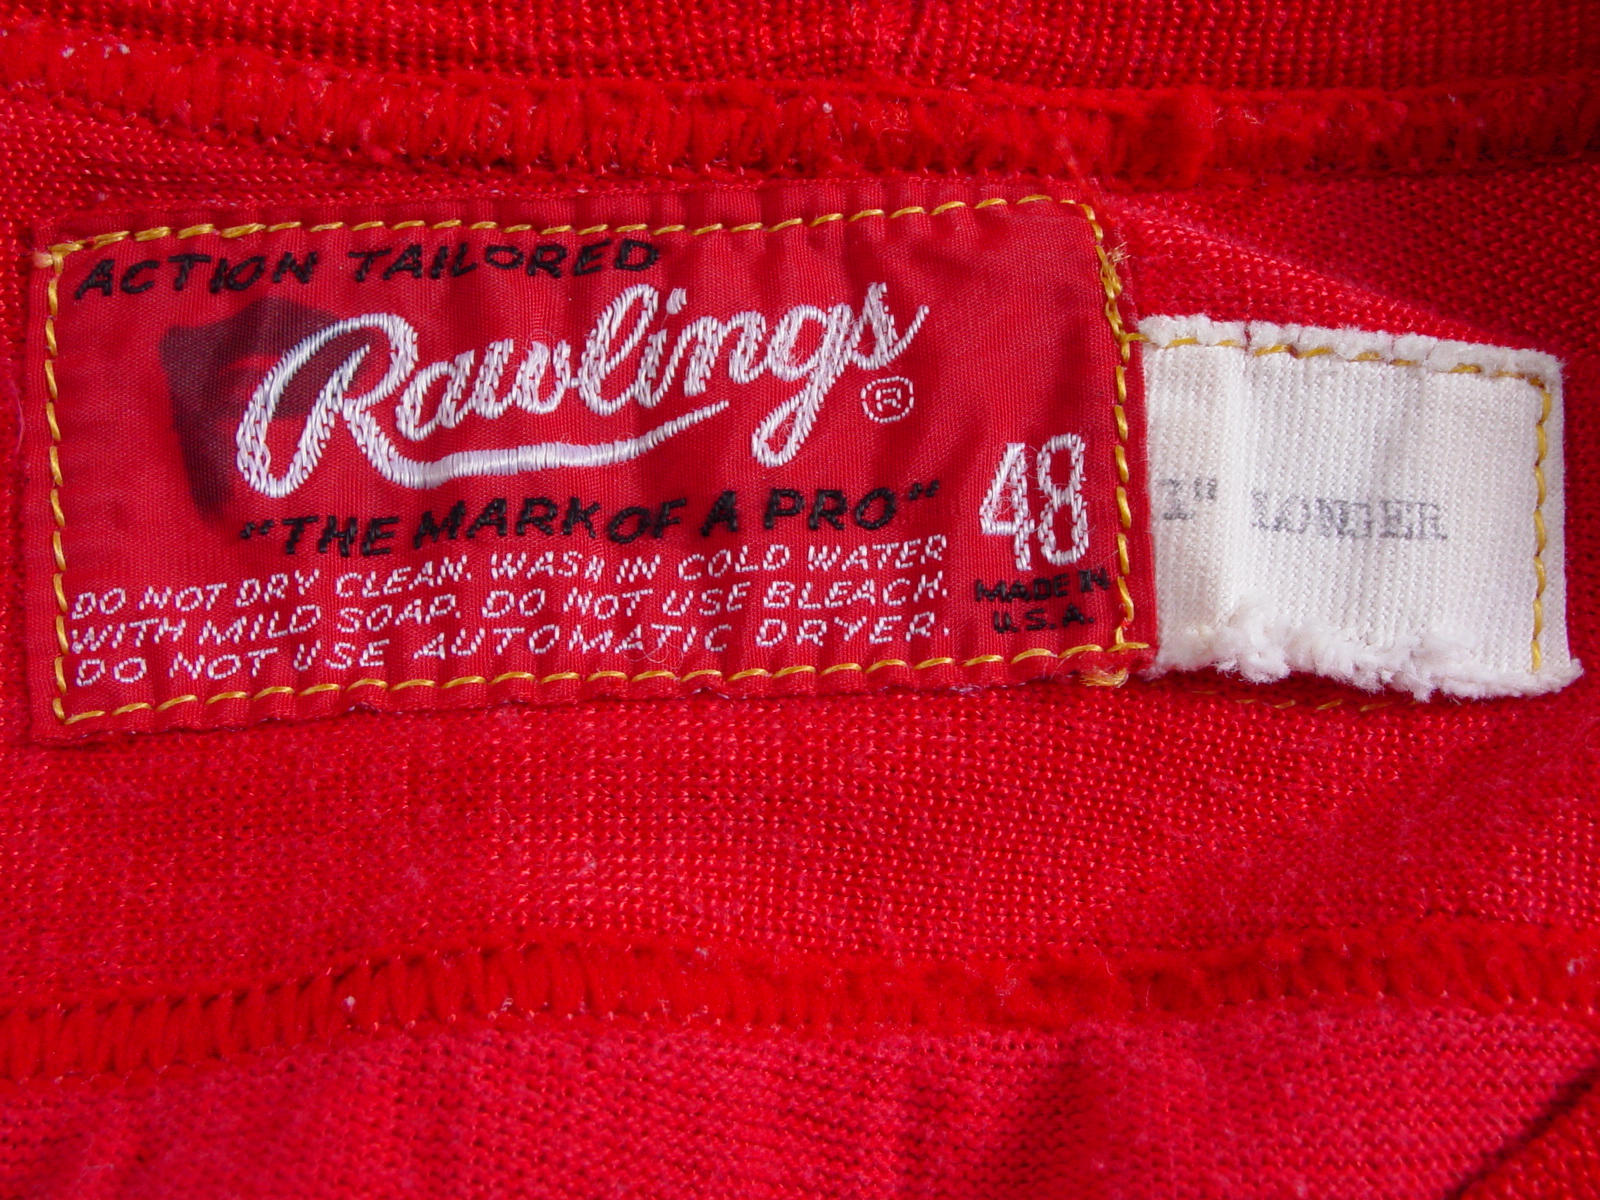 ACTION TAILORED
Rawlings ®
"THE MARK OF A PRO"
48
MADE IN
U.S.A.
DO NOT DRY CLEAN. WASH IN COLD WATER
WITH MILD SOAP. DO NOT USE BLEACH.
DO NOT USE AUTOMATIC DRYER.
2" LONGER